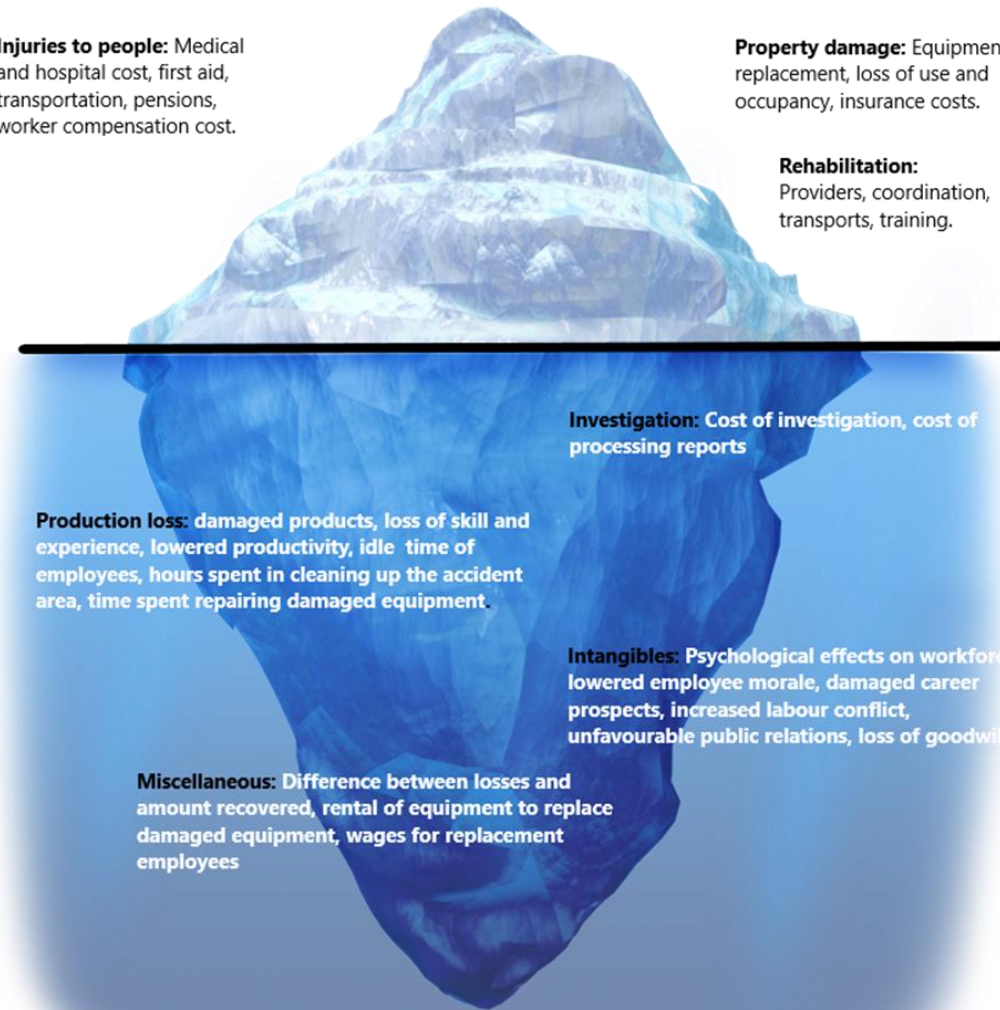 Injuries to people: Medical
and hospital cost, first aid,
transportation, pensions,
worker compensation cost.
Property damage: Equipmen
replacement, loss of use and
occupancy, insurance costs.
Rehabilitation:
Providers, coordination,
transports, training.
Investigation: Cost of investigation, cost of
processing reports
Production loss: damaged products, loss of skill and
experience, lowered productivity, idle time of
employees, hours spent in cleaning up the accident
area, time spent repairing damaged equipment.
Intangibles: Psychological effects on workfor
lowered employee morale, damaged career
prospects, increased labour conflict,
unfavourable public relations, loss of goodwil
Miscellaneous: Difference between losses and
amount recovered, rental of equipment to replace
damaged equipment, wages for replacement
employees